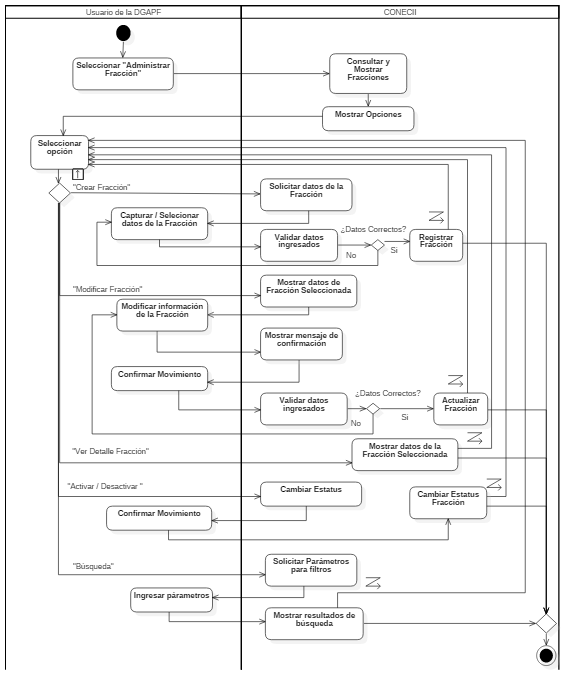 Usuario de la DGAPF
CONECII
Seleccionar "Administrar
Fracción"
Consultar y
Mostrar
Fracciones
Mostrar Opciones
Seleccionar
opción
"Crear Fracción"
Solicitar datos de la
Fracción
Capturar / Selecionar
datos de la Fracción
Validar datos
ingresados
¿Datos Correctos?
No
Si
Registrar
Fracción
"Modificar Fracción"
Mostrar datos de
Fracción Seleccionada
Modificar información
de la Fracción
Mostrar mensaje de
confirmación
Confirmar Movimiento
Validar datos
ingresados
¿Datos Correctos?
No
Si
Actualizar
Fracción
"Ver Detalle Fracción"
Mostrar datos de la
Fracción Seleccionada
"Activar / Desactivar "
Cambiar Estatus
Cambiar Estatus
Fracción
Confirmar Movimiento
"Búsqueda"
Solicitar Parámetros
para filtros
Ingresar párametros
Mostrar resultados de
búsqueda